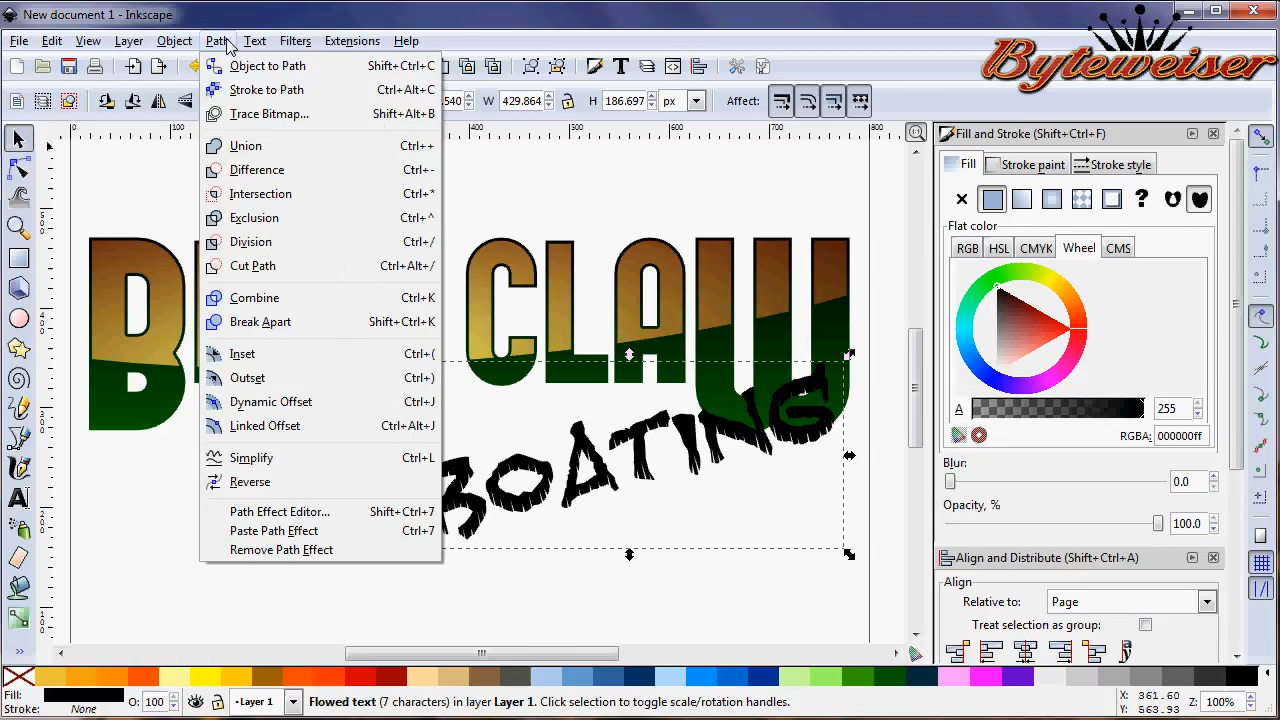 New document 1 - Inkscape
File Edit View Layer Object Path Text Filters Extensions Help
Byteweiser
Object to Path Shift+Ctrl+C
Stroke to Path Ctrl+Alt+C
Trace Bitmap... Shift+Alt+B
Union Ctrl++
Difference Ctrl+-
Intersection Ctrl+*
Exclusion Ctrl+^
Division Ctrl+/
Cut Path Ctrl+Alt+/
Combine Ctrl+K
Break Apart Shift+Ctrl+K
Inset Ctrl+(
Outset Ctrl+)
Dynamic Offset Ctrl+J
Linked Offset Ctrl+Alt+J
Simplify Ctrl+L
Reverse
Path Effect Editor... Shift+Ctrl+7
Paste Path Effect Ctrl+7
Remove Path Effect
540 W 429.864 H 186.697 px Affect:
100 400 500 600 700 800
CLAW
BOATING
Fill and Stroke (Shift+Ctrl+F)
Fill Stroke paint Stroke style
?
Flat color
RGB HSL CMYK Wheel CMS
A 255
RGBA: 000000ff
Blur:
0.0
Opacity, %
100.0
Align and Distribute (Shift+Ctrl+A)
Align
Relative to: Page
Treat selection as group:
Fill:
Stroke: None
O: 100
Layer 1
Flowed text (7 characters) in layer Layer 1. Click selection to toggle scale/rotation handles.
X: 361.60
Y: 563.93
Z: 100%